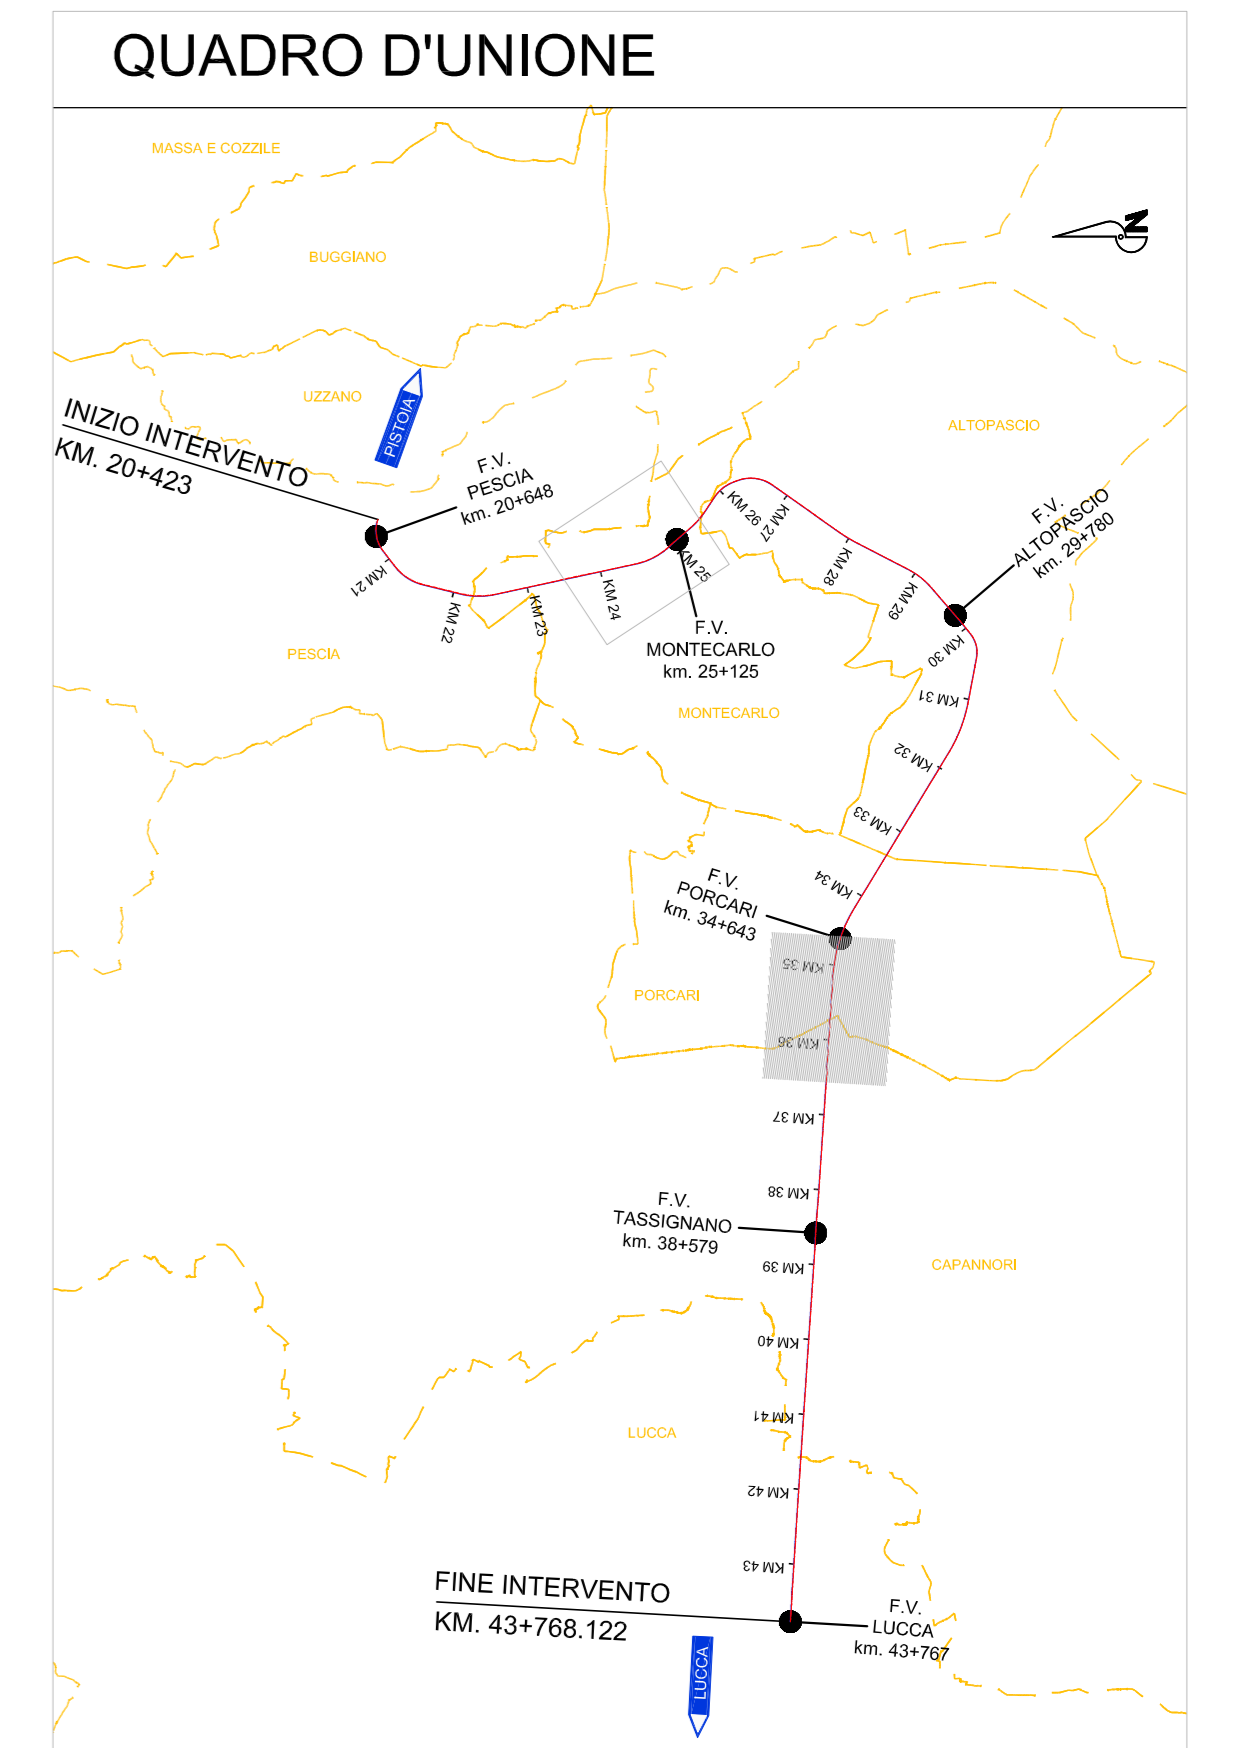 QUADRO D'UNIONE
MASSA E COZZILE
N
BUGGIANO
UZZANO
PISTOIA
INIZIO INTERVENTO
KM. 20+423
ALTOPASCIO
F.V.
PESCIA
km. 20+648
KM 26
KM 27
F.V.
ALTOPASCIO
km. 29+780
KM 21
KM 22
KM 23
KM 24
KM 25
KM 28
KM 29
F.V.
MONTECARLO
km. 25+125
KM 30
PESCIA
KM 31
MONTECARLO
KM 32
KM 33
KM 34
F.V.
PORCARI
km. 34+643
KM 35
PORCARI
KM 36
KM 37
KM 38
F.V.
TASSIGNANO
km. 38+579
KM 39
CAPANNORI
KM 40
KM 41
LUCCA
KM 42
KM 43
FINE INTERVENTO
KM. 43+768.122
F.V.
LUCCA
km. 43+767
LUCCA